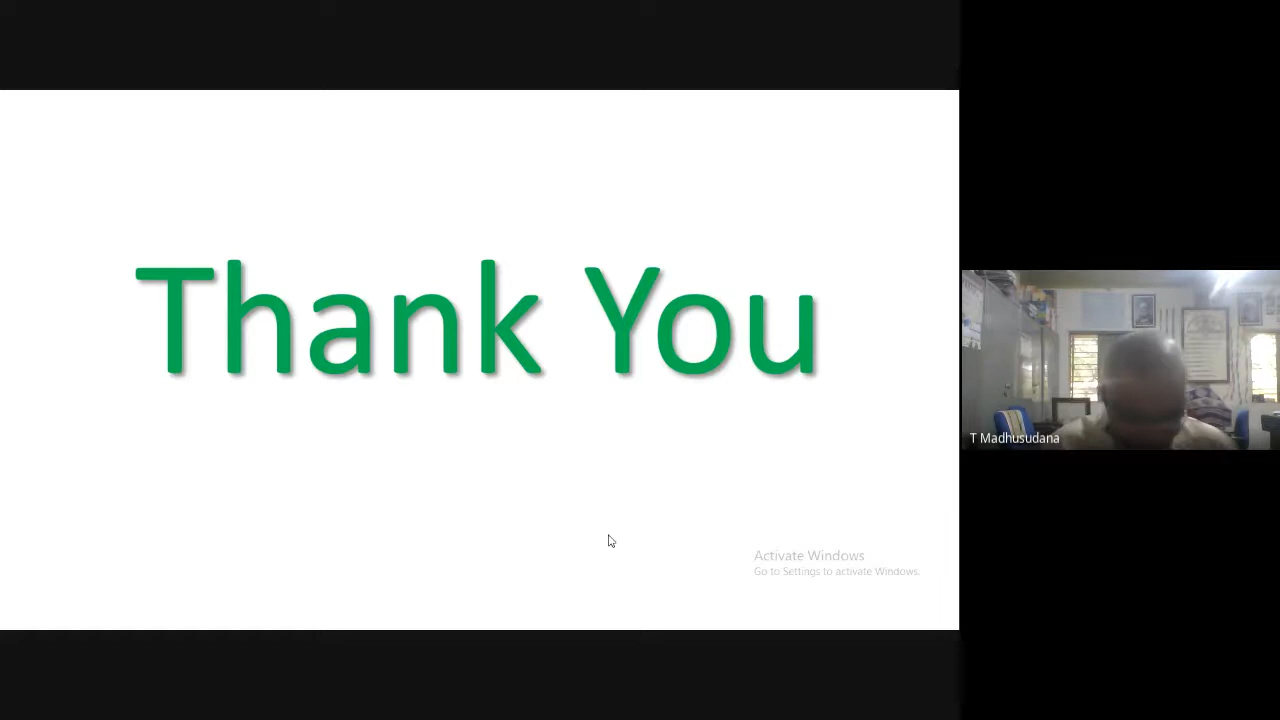 Thank You
T Madhusudana
Activate Windows
Go to Settings to activate Windows.